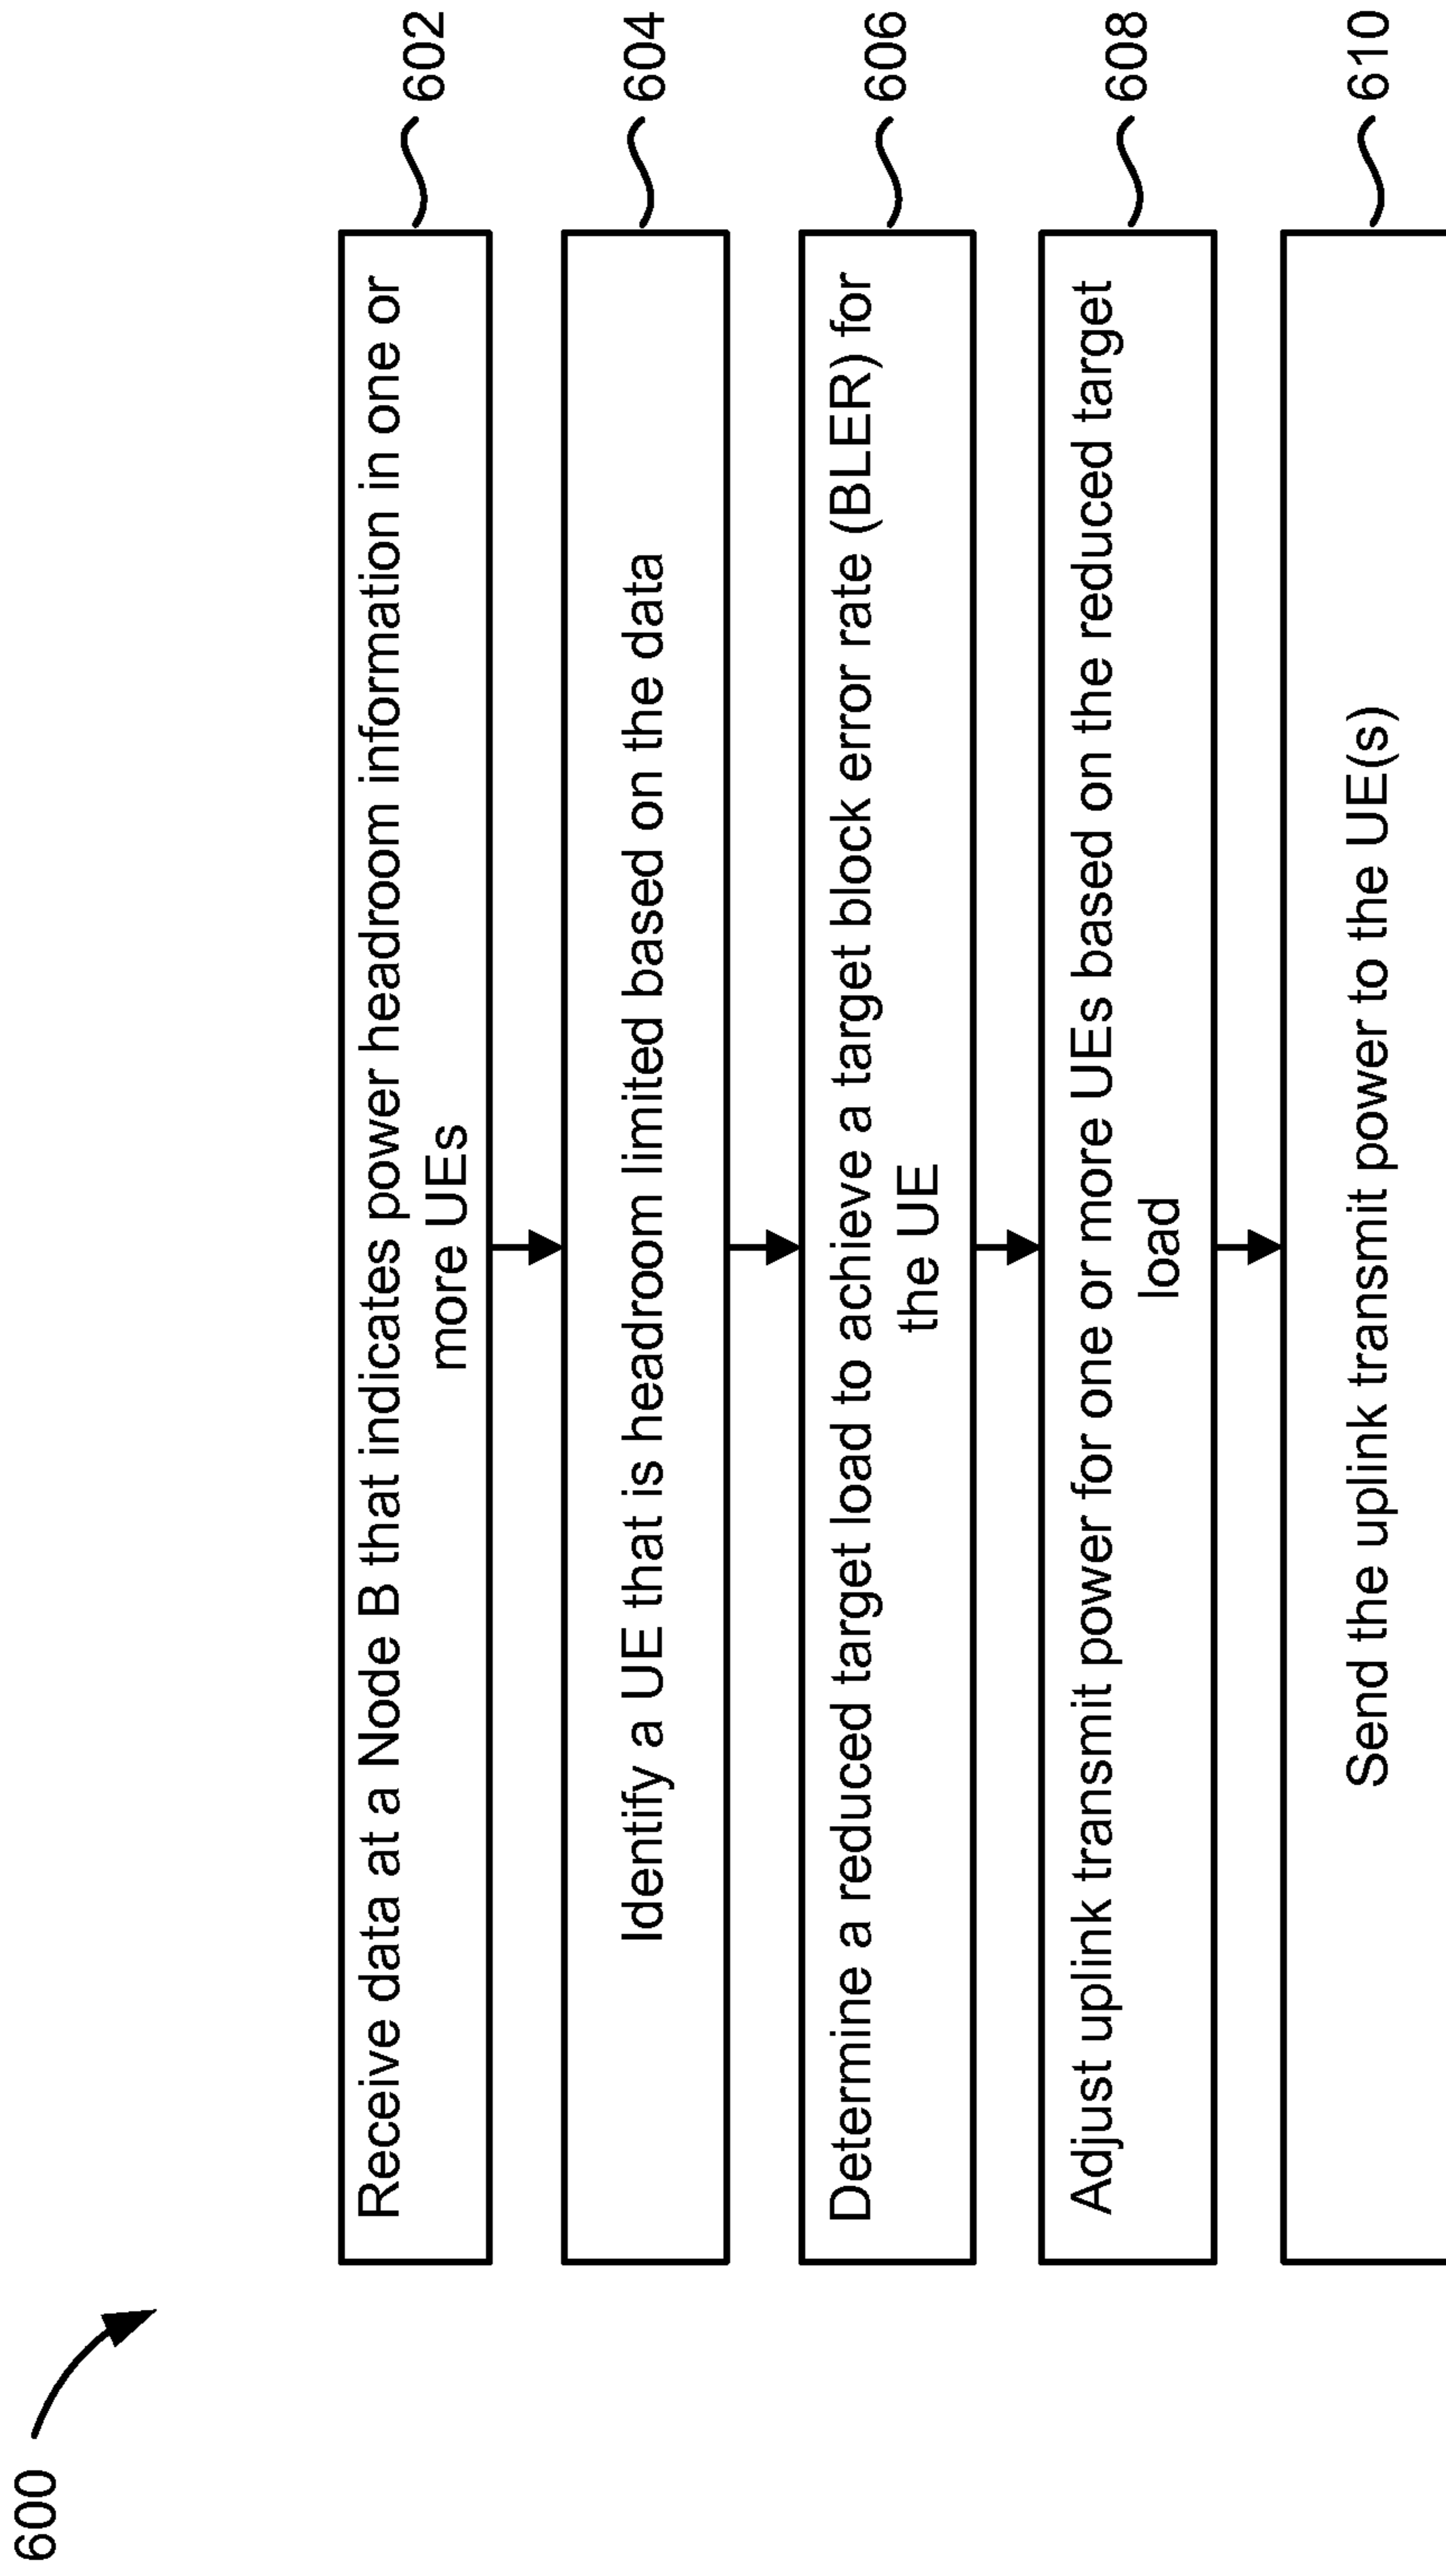 600
Receive data at a Node B that indicates power headroom information in one or
more UEs
602
Identify a UE that is headroom limited based on the data
604
Determine a reduced target load to achieve a target block error rate (BLER) for
the UE
606
Adjust uplink transmit power for one or more UEs based on the reduced target
load
608
Send the uplink transmit power to the UE(s)
610